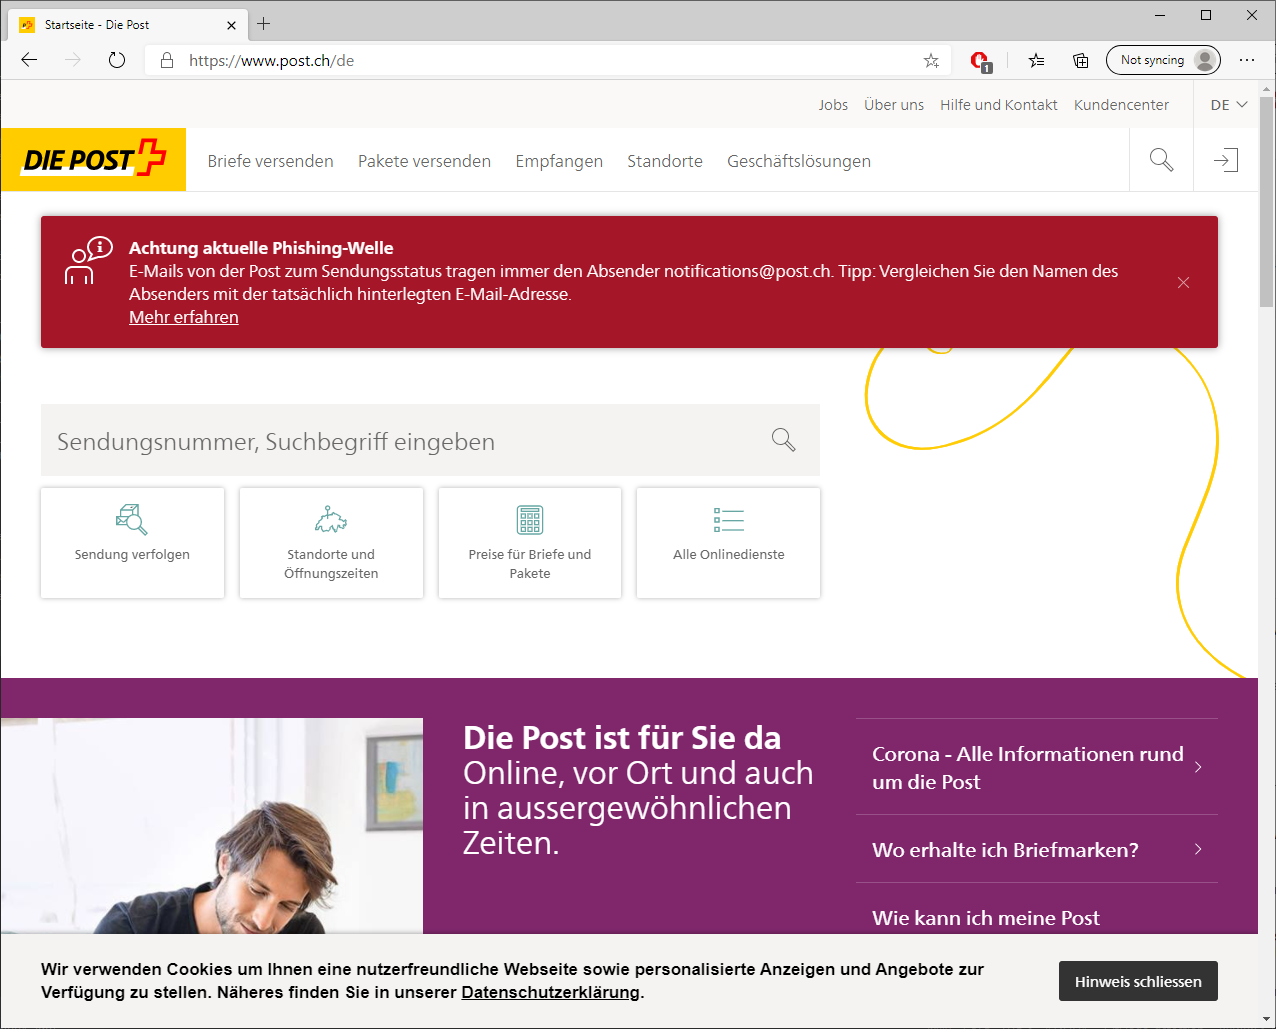 Startseite - Die Post
https://www.post.ch/de
1
Not syncing
Jobs Über uns Hilfe und Kontakt Kundencenter DE
DIE POST
Briefe versenden Pakete versenden Empfangen Standorte Geschäftslösungen
Achtung aktuelle Phishing-Welle
E-Mails von der Post zum Sendungsstatus tragen immer den Absender notifications@post.ch. Tipp: Vergleichen Sie den Namen des
Absenders mit der tatsächlich hinterlegten E-Mail-Adresse.
Mehr erfahren
Sendungsnummer, Suchbegriff eingeben
Sendung verfolgen
Standorte und
Öffnungszeiten
Preise für Briefe und
Pakete
Alle Onlinedienste
Die Post ist für Sie da
Online, vor Ort und auch
in aussergewöhnlichen
Zeiten.
Corona - Alle Informationen rund
um die Post
Wo erhalte ich Briefmarken?
Wie kann ich meine Post
Wir verwenden Cookies um Ihnen eine nutzerfreundliche Webseite sowie personalisierte Anzeigen und Angebote zur
Verfügung zu stellen. Näheres finden Sie in unserer Datenschutzerklärung.
Hinweis schliessen